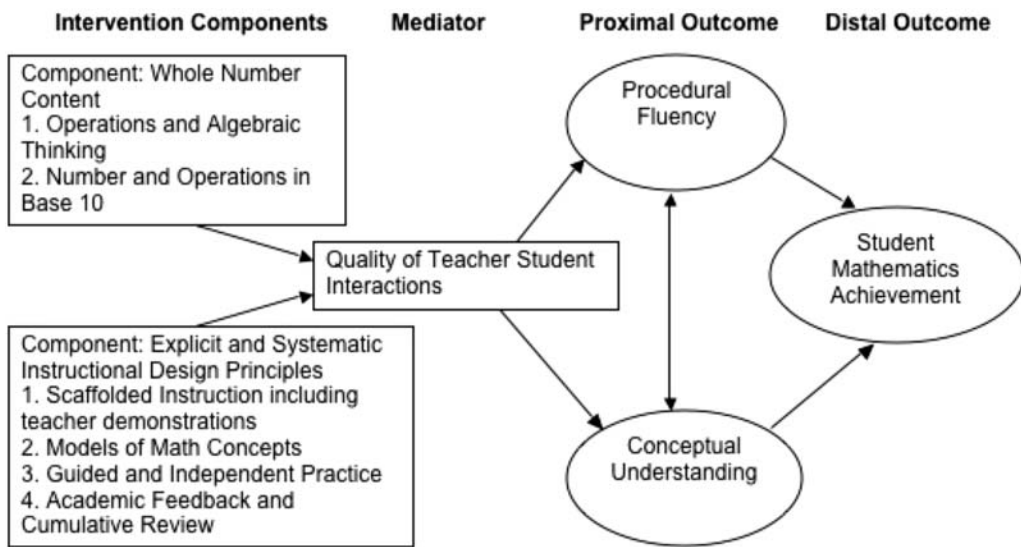 Intervention Components Mediator Proximal Outcome Distal Outcome
Component: Whole Number
Content
1. Operations and Algebraic
Thinking
2. Number and Operations in
Base 10
Procedural
Fluency
Quality of Teacher Student
Interactions
Student
Mathematics
Achievement
Component: Explicit and Systematic
Instructional Design Principles
1. Scaffolded Instruction including
teacher demonstrations
2. Models of Math Concepts
3. Guided and Independent Practice
4. Academic Feedback and
Cumulative Review
Conceptual
Understanding